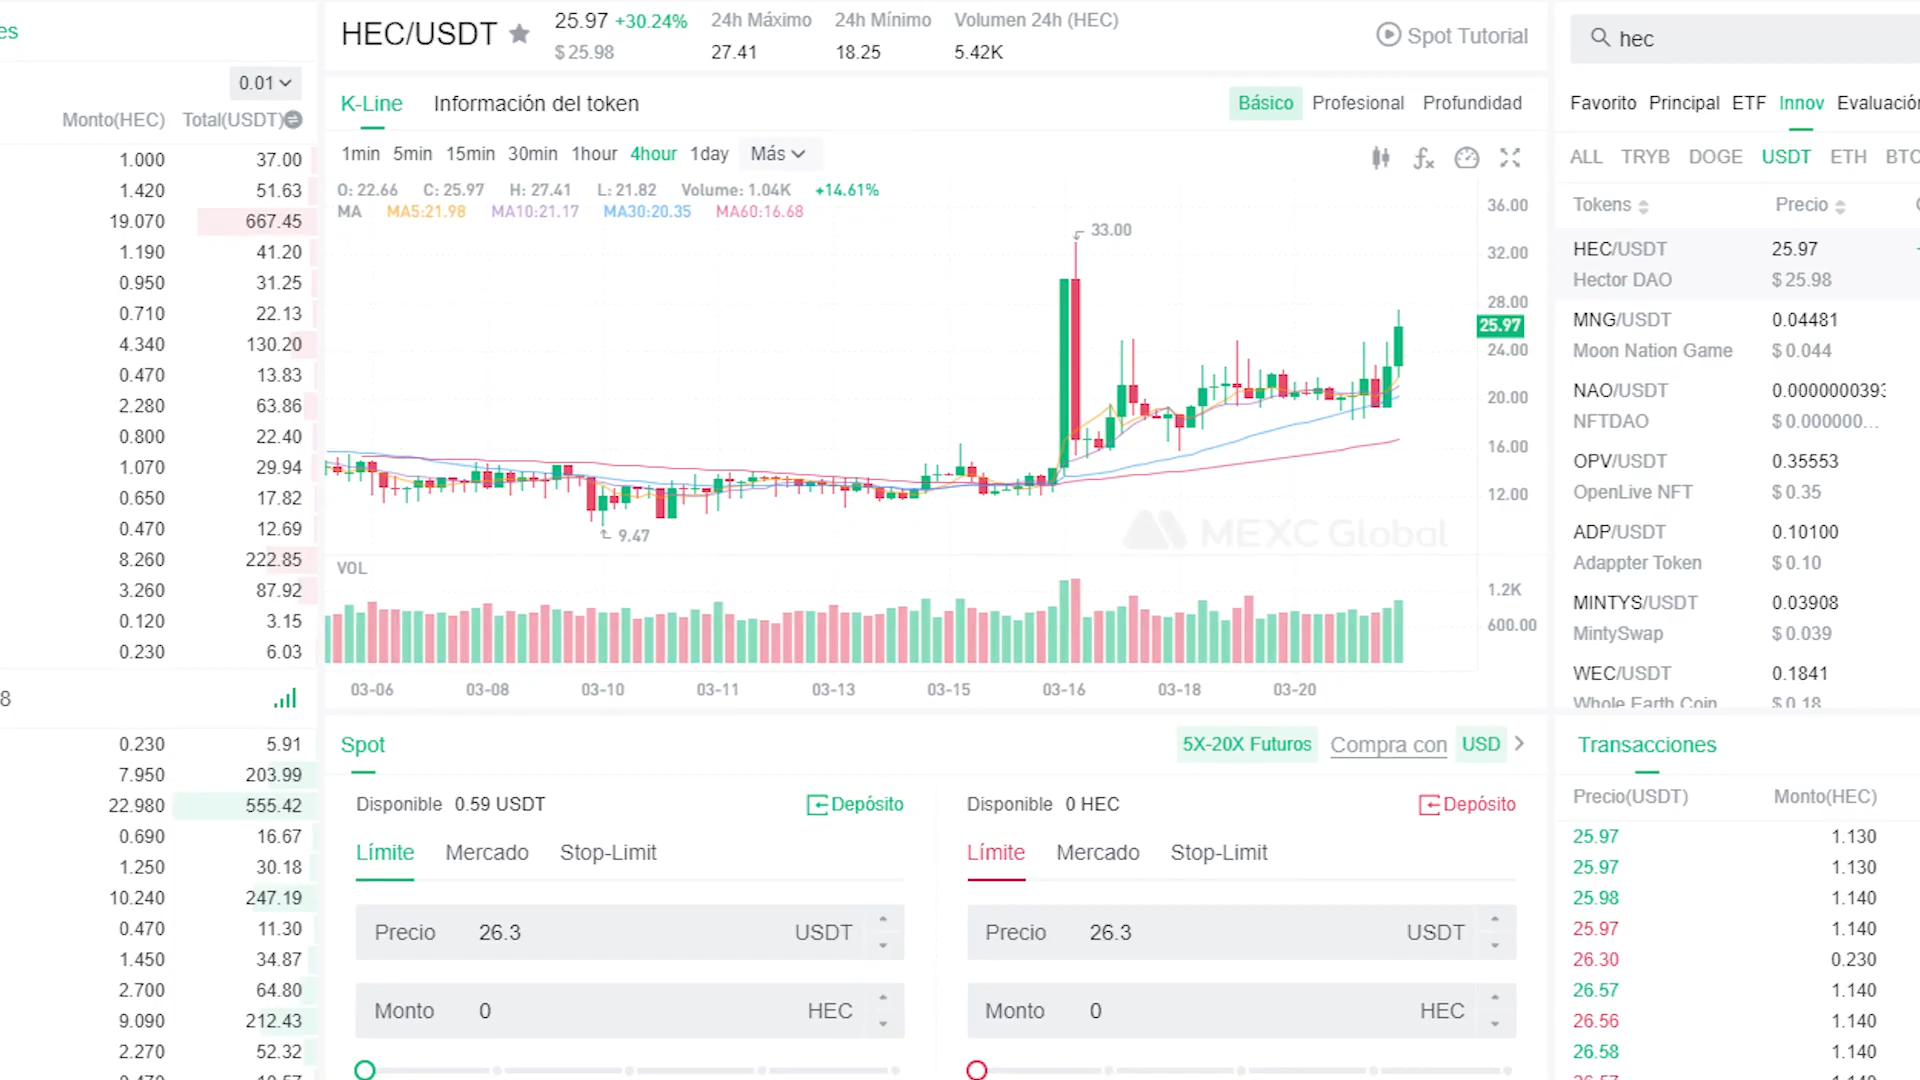 es
0.01
Monto(HEC) Total(USDT)
1.000 37.00
1.420 51.63
19.070 667.45
1.190 41.20
0.950 31.25
0.710 22.13
4.340 130.20
0.470 13.83
2.280 63.86
0.800 22.40
1.070 29.94
0.650 17.82
0.470 12.69
8.260 222.85
3.260 87.92
0.120 3.15
0.230 6.03
8
0.230 5.91
7.950 203.99
22.980 555.42
0.690 16.67
1.250 30.18
10.240 247.19
0.470 11.30
1.450 34.87
2.700 64.80
9.090 212.43
2.270 52.32
HEC/USDT
25.97 +30.24%
$25.98
24h Máximo
27.41
24h Mínimo
18.25
Volumen 24h (HEC)
5.42K
Spot Tutorial
K-Line Información del token
Básico Profesional Profundidad
1min 5min 15min 30min 1hour 4hour 1day Más
O: 22.66 C: 25.97 H: 27.41 L: 21.82 Volume: 1.04K +14.61%
MA MA5:21.98 MA10:21.17 MA30:20.35 MA60:16.68
33.00
9.47
36.00
32.00
28.00
25.97
24.00
20.00
16.00
12.00
MEXC Global
VOL
1.2K
600.00
03-06 03-08 03-10 03-11 03-13 03-15 03-16 03-18 03-20
Spot
5X-20X Futuros Compra con USD
Disponible 0.59 USDT Depósito
Límite Mercado Stop-Limit
Precio 26.3 USDT
Monto 0 HEC
Disponible 0 HEC Depósito
Límite Mercado Stop-Limit
Precio 26.3 USDT
Monto 0 HEC
hec
Favorito Principal ETF Innov Evaluación
ALL TRYB DOGE USDT ETH BTC
Tokens Precio
HEC/USDT 25.97
Hector DAO $25.98
MNG/USDT 0.04481
Moon Nation Game $0.044
NAO/USDT 0.0000000393
NFTDAO $0.000000...
OPV/USDT 0.35553
OpenLive NFT $0.35
ADP/USDT 0.10100
Adappter Token $0.10
MINTYS/USDT 0.03908
MintySwap $0.039
WEC/USDT 0.1841
Whole Earth Coin $0.18
Transacciones
Precio(USDT) Monto(HEC)
25.97 1.130
25.97 1.130
25.98 1.140
25.97 1.140
26.30 0.230
26.57 1.140
26.56 1.140
26.58 1.140